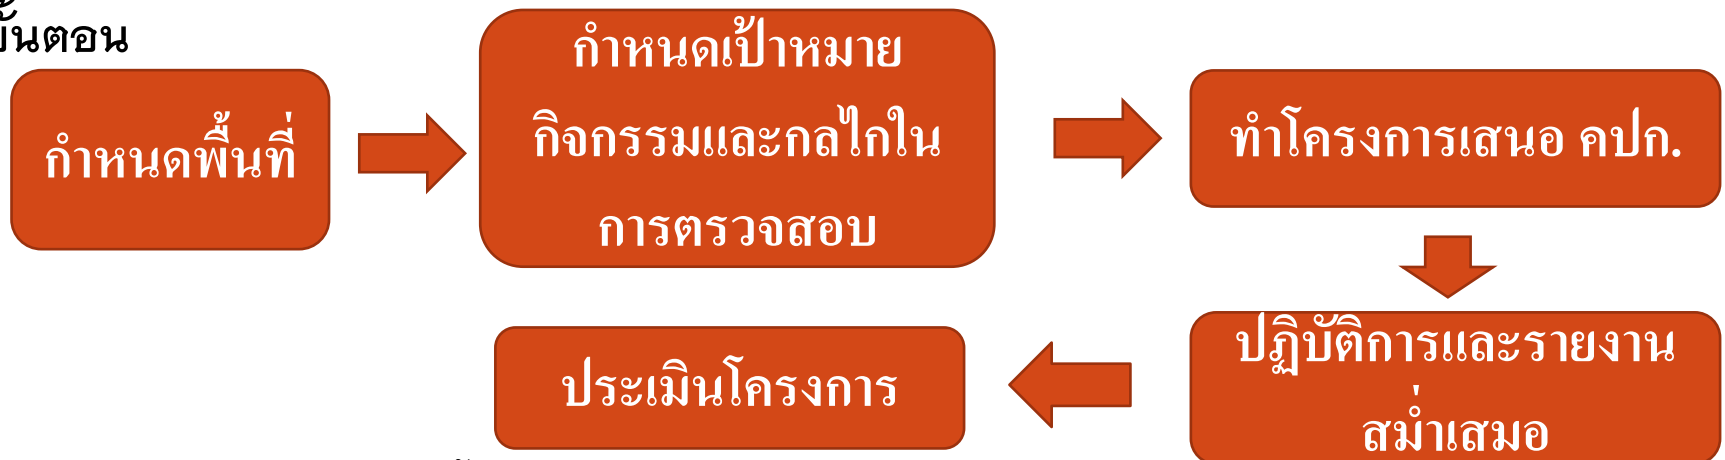 ขั้นตอน
กำหนดพื้นที่
กำหนดเป้าหมาย
กิจกรรมและกลไกใน
การตรวจสอบ
ทำโครงการเสนอ คปก.
ปฏิบัติการและรายงาน
สม่ำเสมอ
ประเมินโครงการ